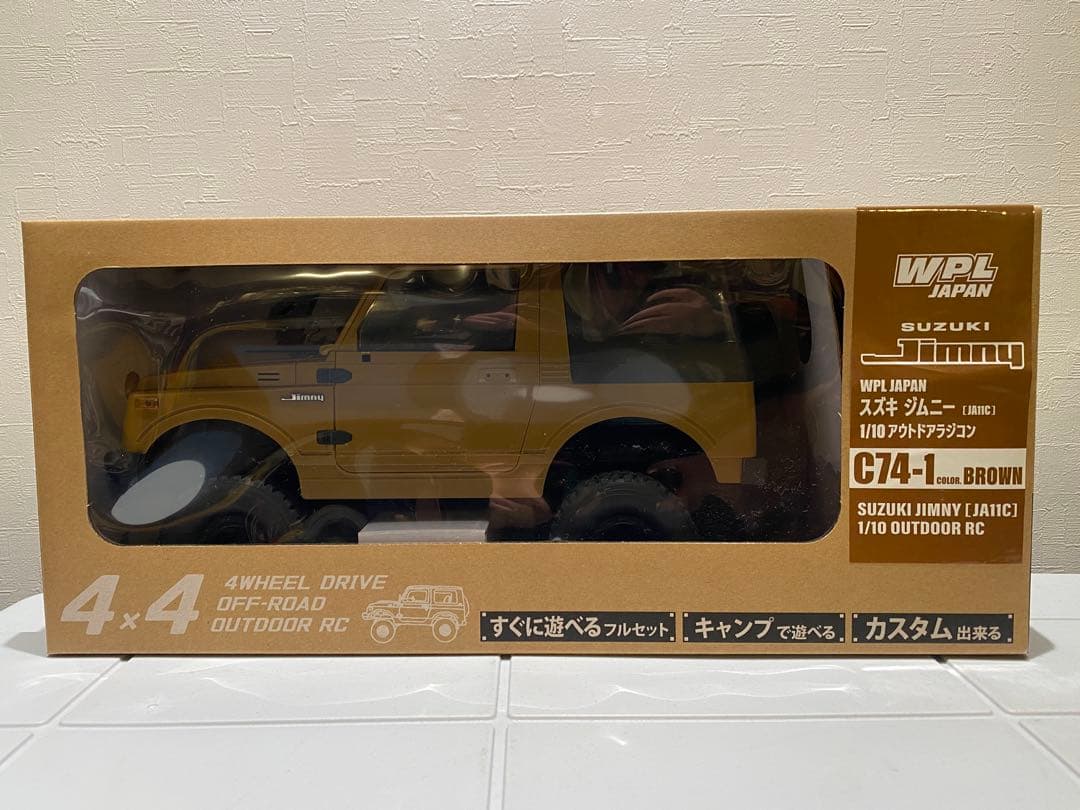 WPL
JAPAN
SUZUKI
Jimny
WPL JAPAN
スズキ ジムニー [JA11C]
1/10 アウトドアラジコン
C74-1 COLOR. BROWN
SUZUKI JIMNY [JA11C]
1/10 OUTDOOR RC
Jimny
4×4
4WHEEL DRIVE
OFF-ROAD
OUTDOOR RC
すぐに遊べる フルセット
キャンプ で遊べる
カスタム 出来る